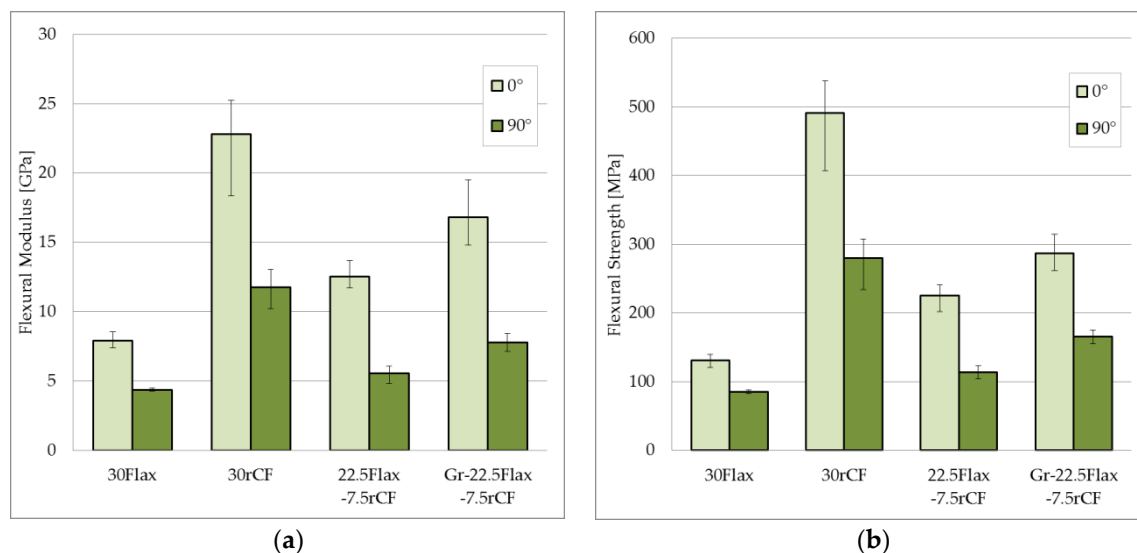 30
25
20
15
10
5
0
Flexural Modulus [GPa]
0°
90°
30Flax
30rCF
22.5Flax
-7.5rCF
Gr-22.5Flax
-7.5rCF
(a)
600
500
400
300
200
100
0
Flexural Strength [MPa]
0°
90°
30Flax
30rCF
22.5Flax
-7.5rCF
Gr-22.5Flax
-7.5rCF
(b)